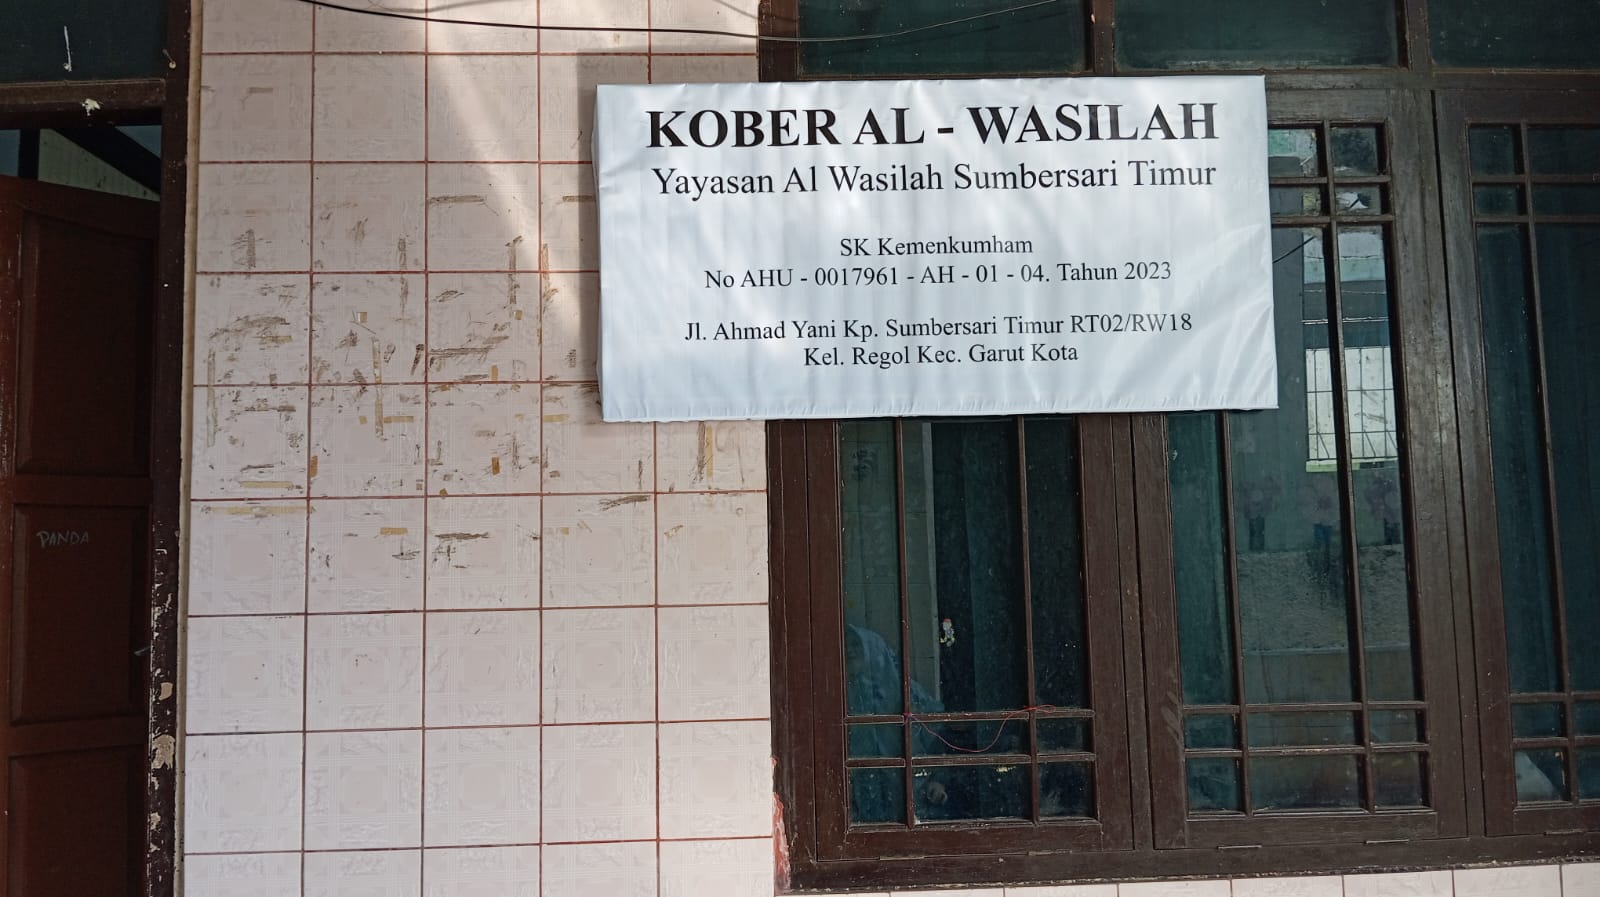 KOBER AL - WASILAH
Yayasan Al Wasilah Sumbersari Timur
SK Kemenkumham
No AHU - 0017961 - AH - 01 - 04. Tahun 2023
Jl. Ahmad Yani Kp. Sumbersari Timur RT02/RW18
Kel. Regol Kec. Garut Kota
PANDA